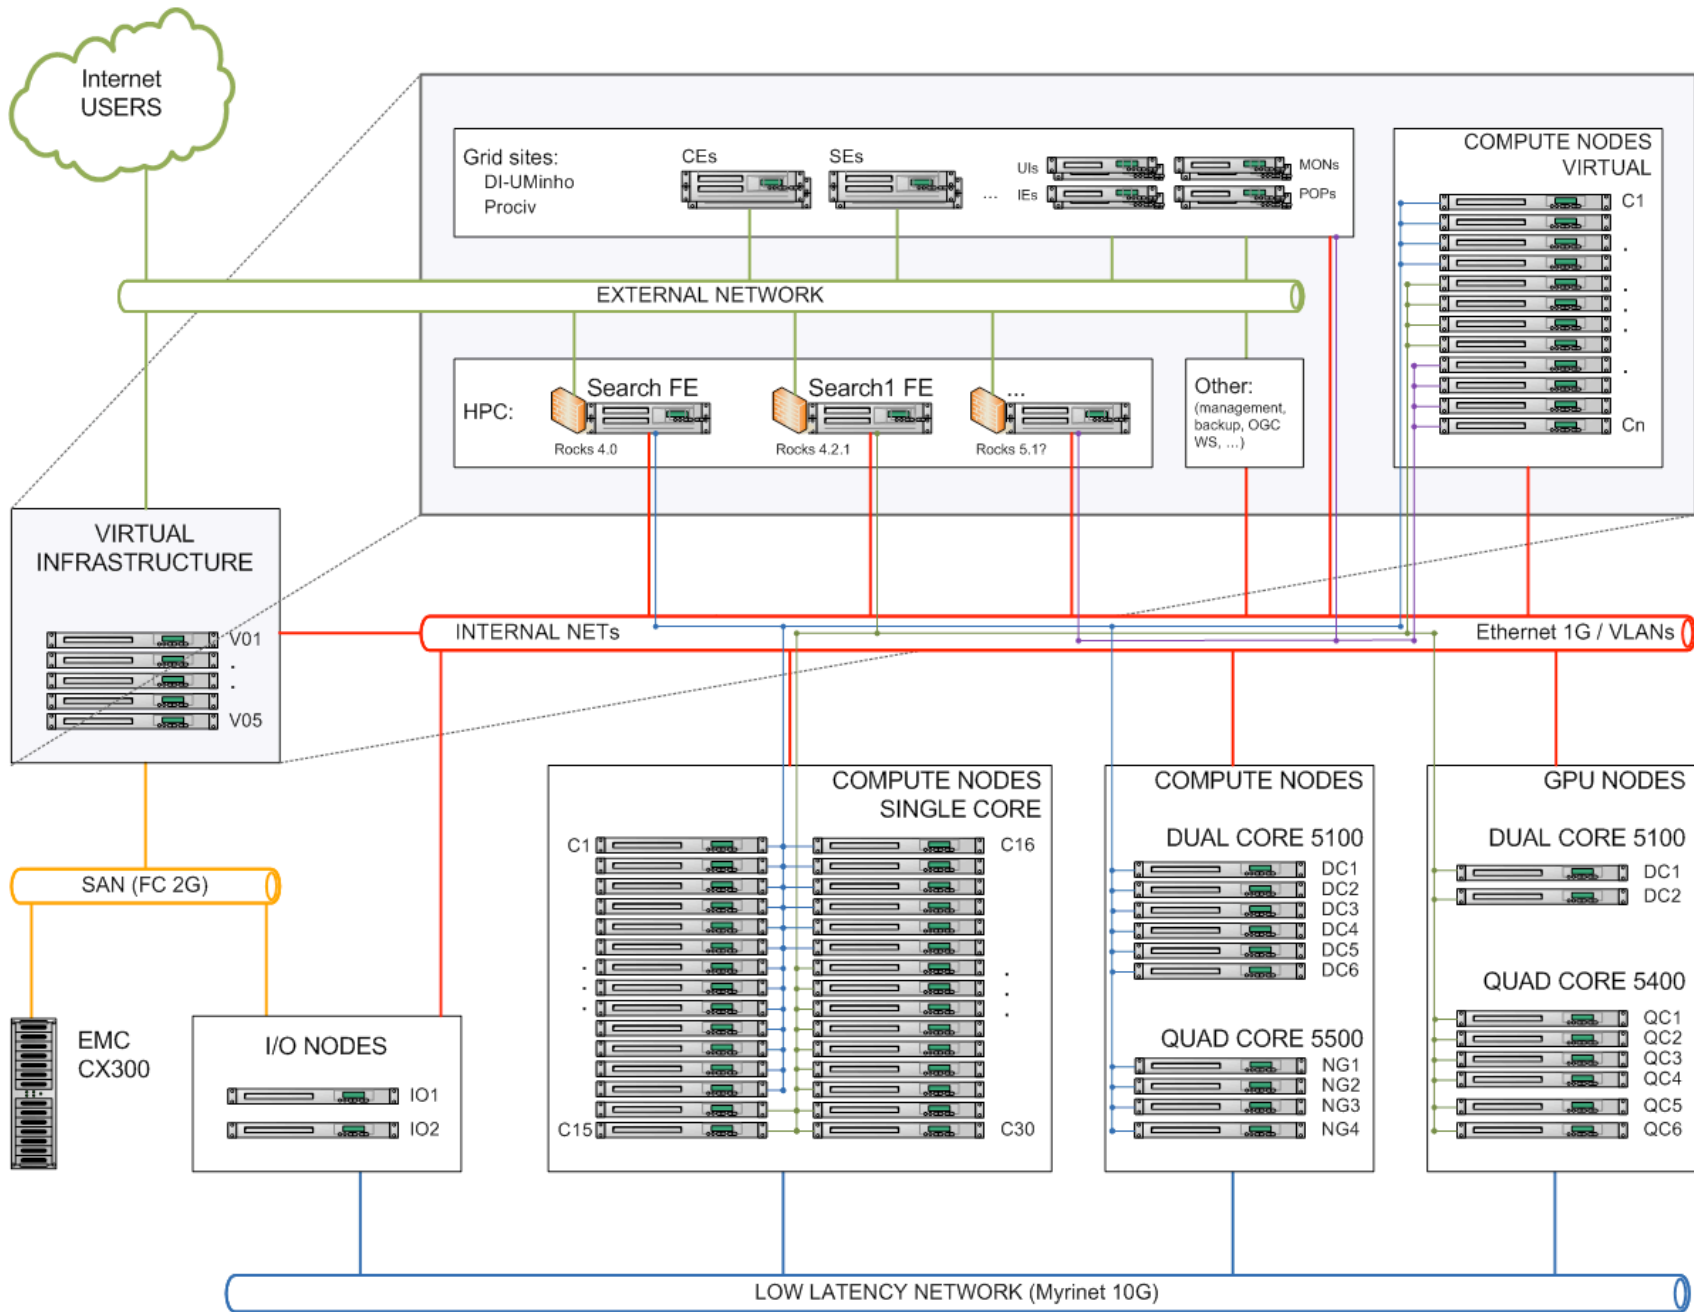 Internet
USERS
Grid sites:
DI-UMinho
Prociv
CEs
SEs
... UIs
IEs
MONs
POPs
COMPUTE NODES
VIRTUAL
C1
.
.
.
.
.
Cn
EXTERNAL NETWORK
HPC:
Search FE
Rocks 4.0
Search1 FE
Rocks 4.2.1
...
Rocks 5.1?
Other:
(management,
backup, OGC
WS, ...)
VIRTUAL
INFRASTRUCTURE
V01
.
.
V05
INTERNAL NETs
Ethernet 1G / VLANs
COMPUTE NODES
SINGLE CORE
C1
C16
.
.
.
.
.
.
C15
C30
COMPUTE NODES
DUAL CORE 5100
DC1
DC2
DC3
DC4
DC5
DC6
QUAD CORE 5500
NG1
NG2
NG3
NG4
GPU NODES
DUAL CORE 5100
DC1
DC2
QUAD CORE 5400
QC1
QC2
QC3
QC4
QC5
QC6
SAN (FC 2G)
EMC
CX300
I/O NODES
IO1
IO2
LOW LATENCY NETWORK (Myrinet 10G)